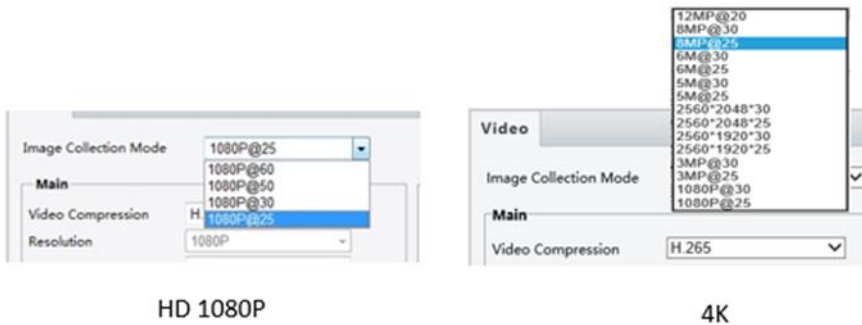 Image Collection Mode
1080P@25
1080P@60
1080P@50
1080P@30
1080P@25
Main
Video Compression
H.
Resolution
1080P
HD 1080P
12MP@20
8MP@30
8MP@25
6M@30
6M@25
5M@30
5M@25
2560*2048*30
2560*2048*25
2560*1920*30
2560*1920*25
3MP@30
3MP@25
1080P@30
1080P@25
Video
Image Collection Mode
Main
Video Compression
H.265
4K